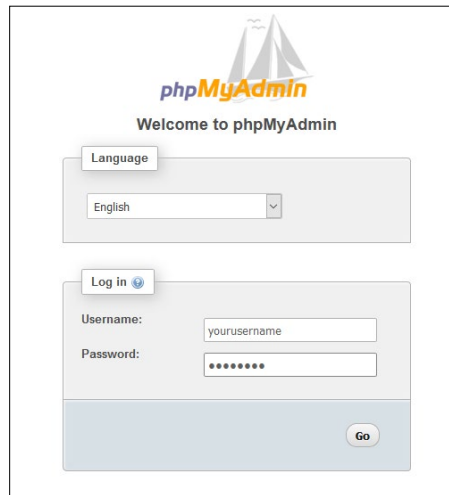 phpMyAdmin
Welcome to phpMyAdmin
Language
English
Log in
Username:
yourusername
Password:
••••••••
Go